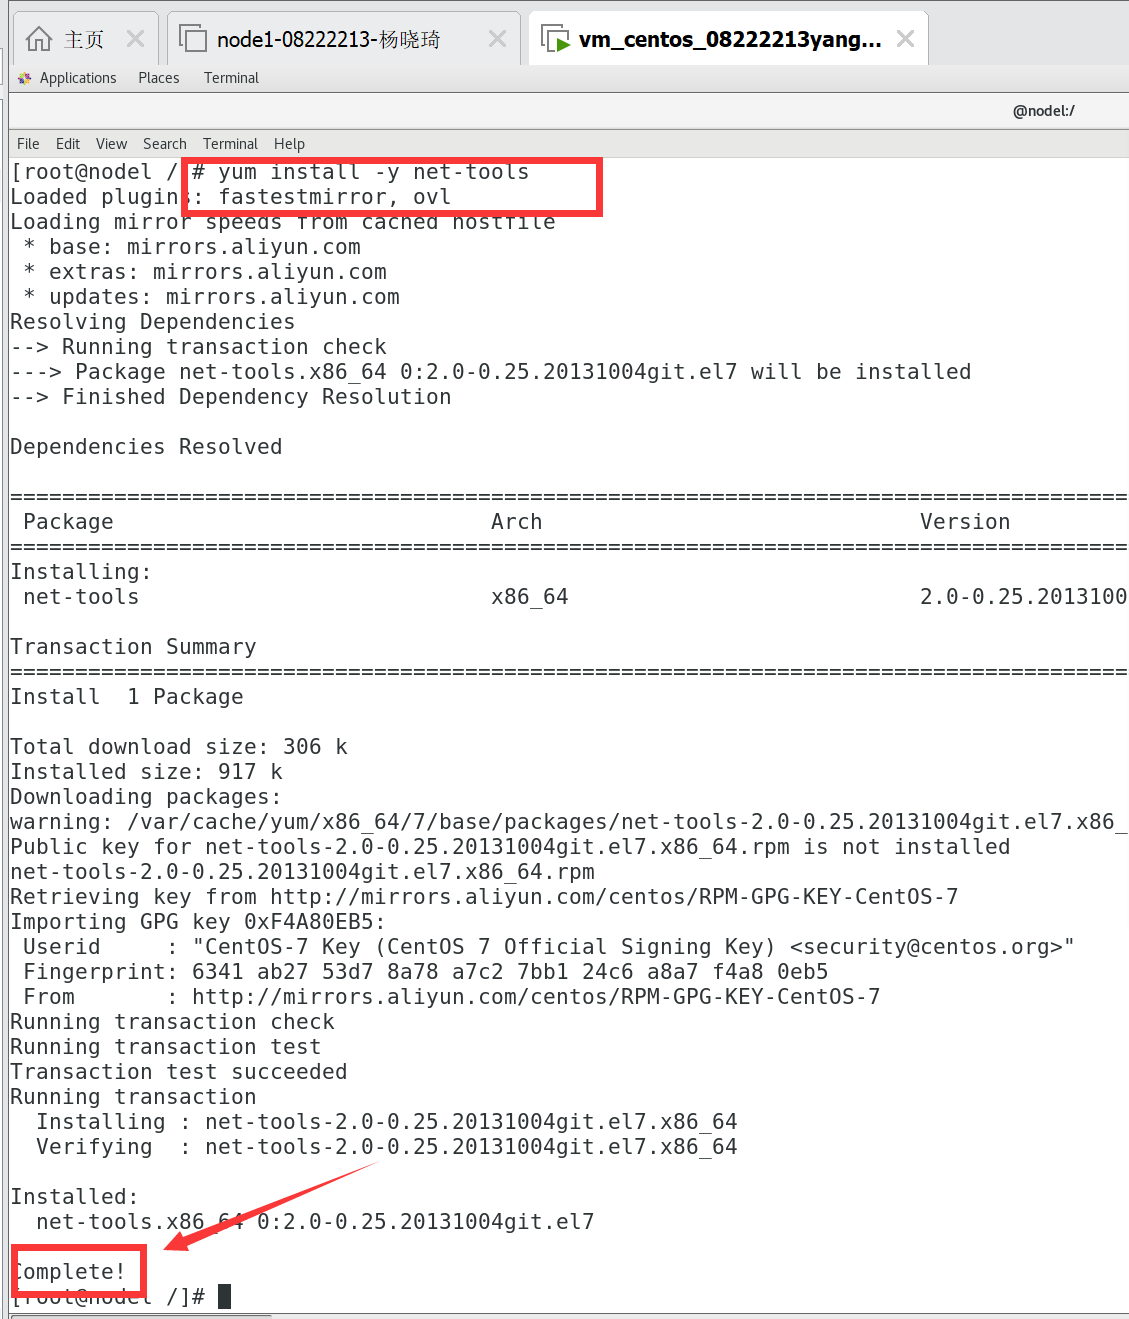 主页
node1-08222213-杨晓琦
vm_centos_08222213yang...
Applications Places Terminal
@nodel:/
File Edit View Search Terminal Help
[root@nodel /]# yum install -y net-tools
Loaded plugins: fastestmirror, ovl
Loading mirror speeds from cached hostfile
* base: mirrors.aliyun.com
* extras: mirrors.aliyun.com
* updates: mirrors.aliyun.com
Resolving Dependencies
--> Running transaction check
---> Package net-tools.x86_64 0:2.0-0.25.20131004git.el7 will be installed
--> Finished Dependency Resolution
Dependencies Resolved
======================================================================================
Package Arch Version
======================================================================================
Installing:
net-tools x86_64 2.0-0.25.2013100
Transaction Summary
======================================================================================
Install 1 Package
Total download size: 306 k
Installed size: 917 k
Downloading packages:
warning: /var/cache/yum/x86_64/7/base/packages/net-tools-2.0-0.25.20131004git.el7.x86_
Public key for net-tools-2.0-0.25.20131004git.el7.x86_64.rpm is not installed
net-tools-2.0-0.25.20131004git.el7.x86_64.rpm
Retrieving key from http://mirrors.aliyun.com/centos/RPM-GPG-KEY-CentOS-7
Importing GPG key 0xF4A80EB5:
Userid : "CentOS-7 Key (CentOS 7 Official Signing Key) <security@centos.org>"
Fingerprint: 6341 ab27 53d7 8a78 a7c2 7bb1 24c6 a8a7 f4a8 0eb5
From : http://mirrors.aliyun.com/centos/RPM-GPG-KEY-CentOS-7
Running transaction check
Running transaction test
Transaction test succeeded
Running transaction
Installing : net-tools-2.0-0.25.20131004git.el7.x86_64
Verifying : net-tools-2.0-0.25.20131004git.el7.x86_64
Installed:
net-tools.x86_64 0:2.0-0.25.20131004git.el7
Complete!
[root@nodel /]#